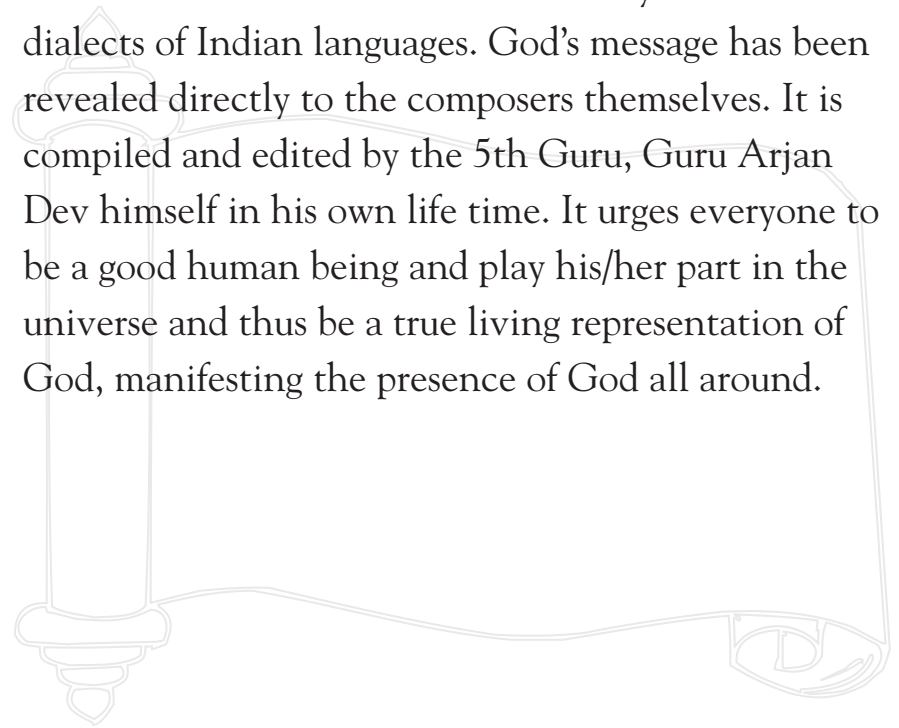 dialects of Indian languages. God’s message has been
revealed directly to the composers themselves. It is
compiled and edited by the 5th Guru, Guru Arjan
Dev himself in his own life time. It urges everyone to
be a good human being and play his/her part in the
universe and thus be a true living representation of
God, manifesting the presence of God all around.